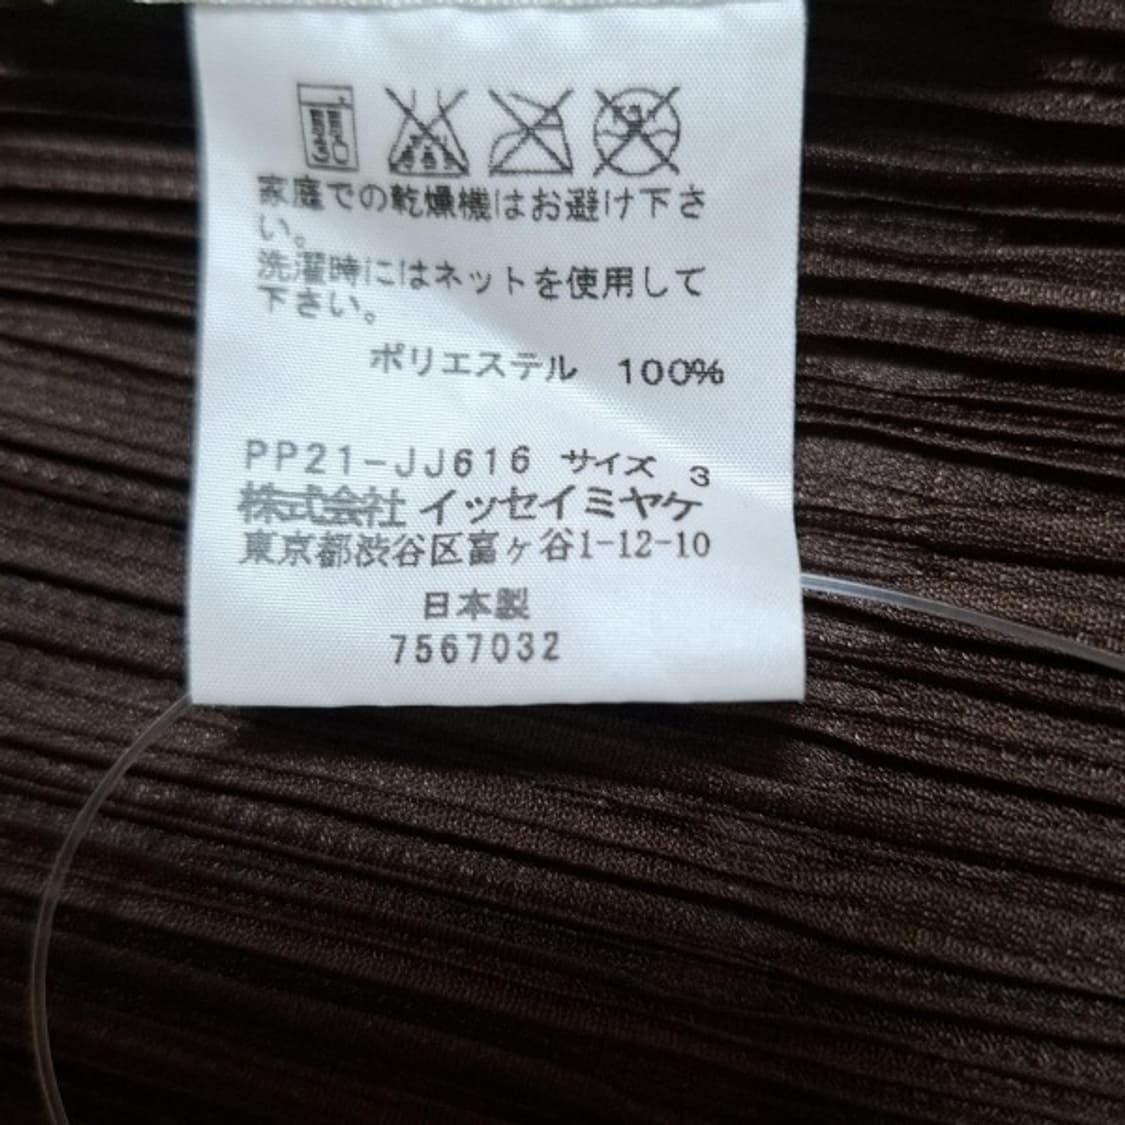 家庭での乾燥機はお避け下さ
い。
洗濯時にはネットを使用して
下さい。
ポリエステル 100%
PP21-JJ616 サイズ 3
株式会社 イッセイミヤケ
東京都渋谷区富ヶ谷1-12-10
日本製
7567032